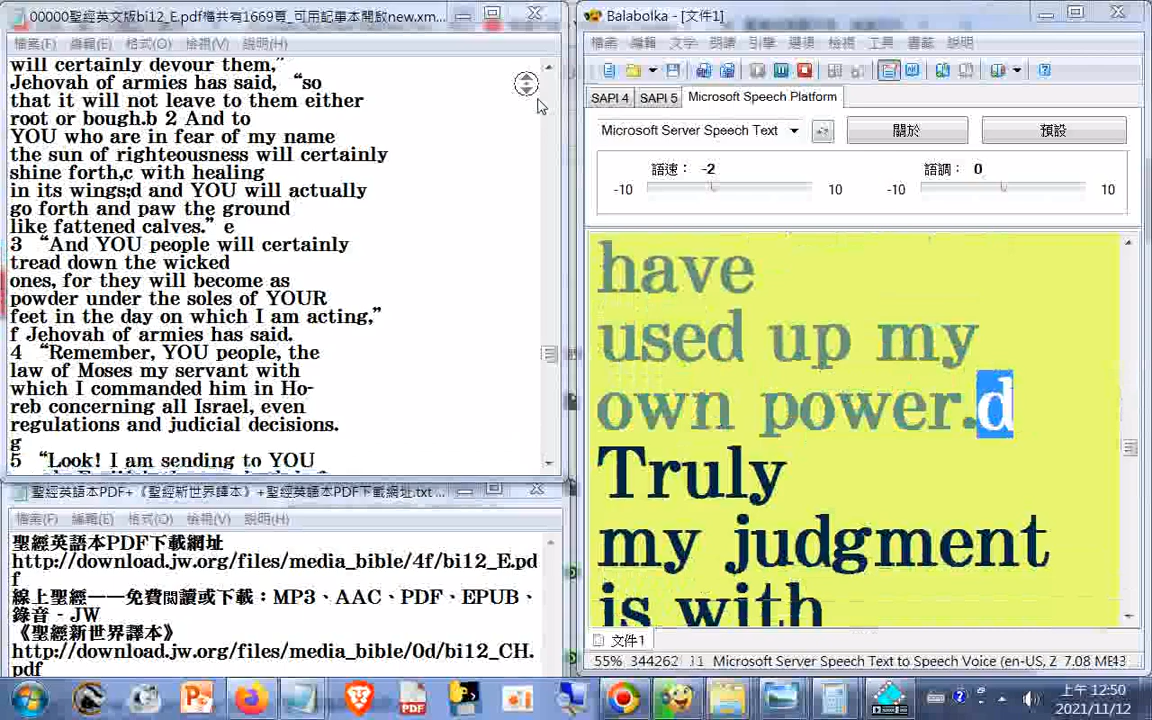 00000聖經英文版bi12_E.pdf檔共有1669頁_可用記事本開啟new.xm...
檔案(F) 編輯(E) 格式(O) 檢視(V) 說明(H)
will certainly devour them,”
Jehovah of armies has said, “so
that it will not leave to them either
root or bough.b 2 And to
YOU who are in fear of my name
the sun of righteousness will certainly
shine forth,c with healing
in its wings;d and YOU will actually
go forth and paw the ground
like fattened calves.” e
3 “And YOU people will certainly
tread down the wicked
ones, for they will become as
powder under the soles of YOUR
feet in the day on which I am acting,”
f Jehovah of armies has said.
4 “Remember, YOU people, the
law of Moses my servant with
which I commanded him in Ho-
reb concerning all Israel, even
regulations and judicial decisions.
g
5 “Look! I am sending to YOU
聖經英語本PDF+《聖經新世界譯本》+聖經英語本PDF下載網址.txt ...
檔案(F) 編輯(E) 格式(O) 檢視(V) 說明(H)
聖經英語本PDF下載網址
http://download.jw.org/files/media_bible/4f/bi12_E.pd
f
線上聖經——免費閱讀或下載：MP3、AAC、PDF、EPUB、
錄音 - JW
《聖經新世界譯本》
http://download.jw.org/files/media_bible/0d/bi12_CH.
pdf
Balabolka - [文件1]
檔案 編輯 文字 朗讀 引擎 選項 檢視 工具 書籤 說明
SAPI 4 SAPI 5 Microsoft Speech Platform
Microsoft Server Speech Text 關於 預設
語速： -2 語調： 0
-10 10 -10 10
have
used up my
own power.d
Truly
my judgment
is with
文件1
55% Microsoft Server Speech Text to Speech Voice (en-US, Z
上午 12:50
2021/11/12